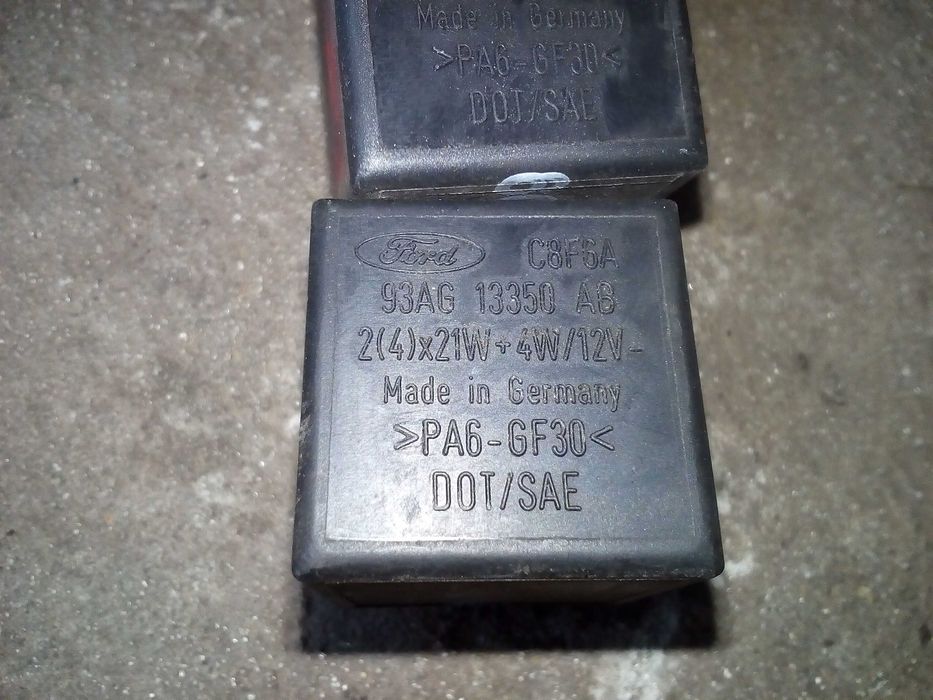 Made in Germany
>PA6-GF30<
DOT/SAE
Ford C8F6A
93AG 13350 AB
2(4)x21W+4W/12V-
Made in Germany
>PA6-GF30<
DOT/SAE